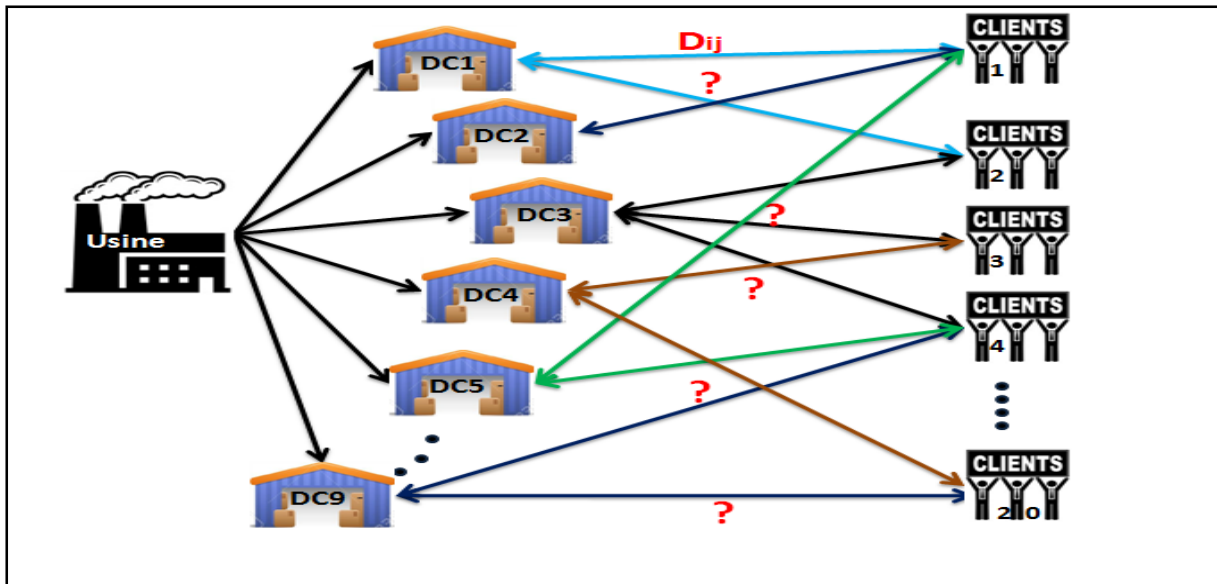 CLIENTS
1
Dij
DC1
?
DC2
CLIENTS
2
DC3
?
CLIENTS
3
Usine
DC4
?
CLIENTS
4
DC5
?
CLIENTS
DC9
?
2 0